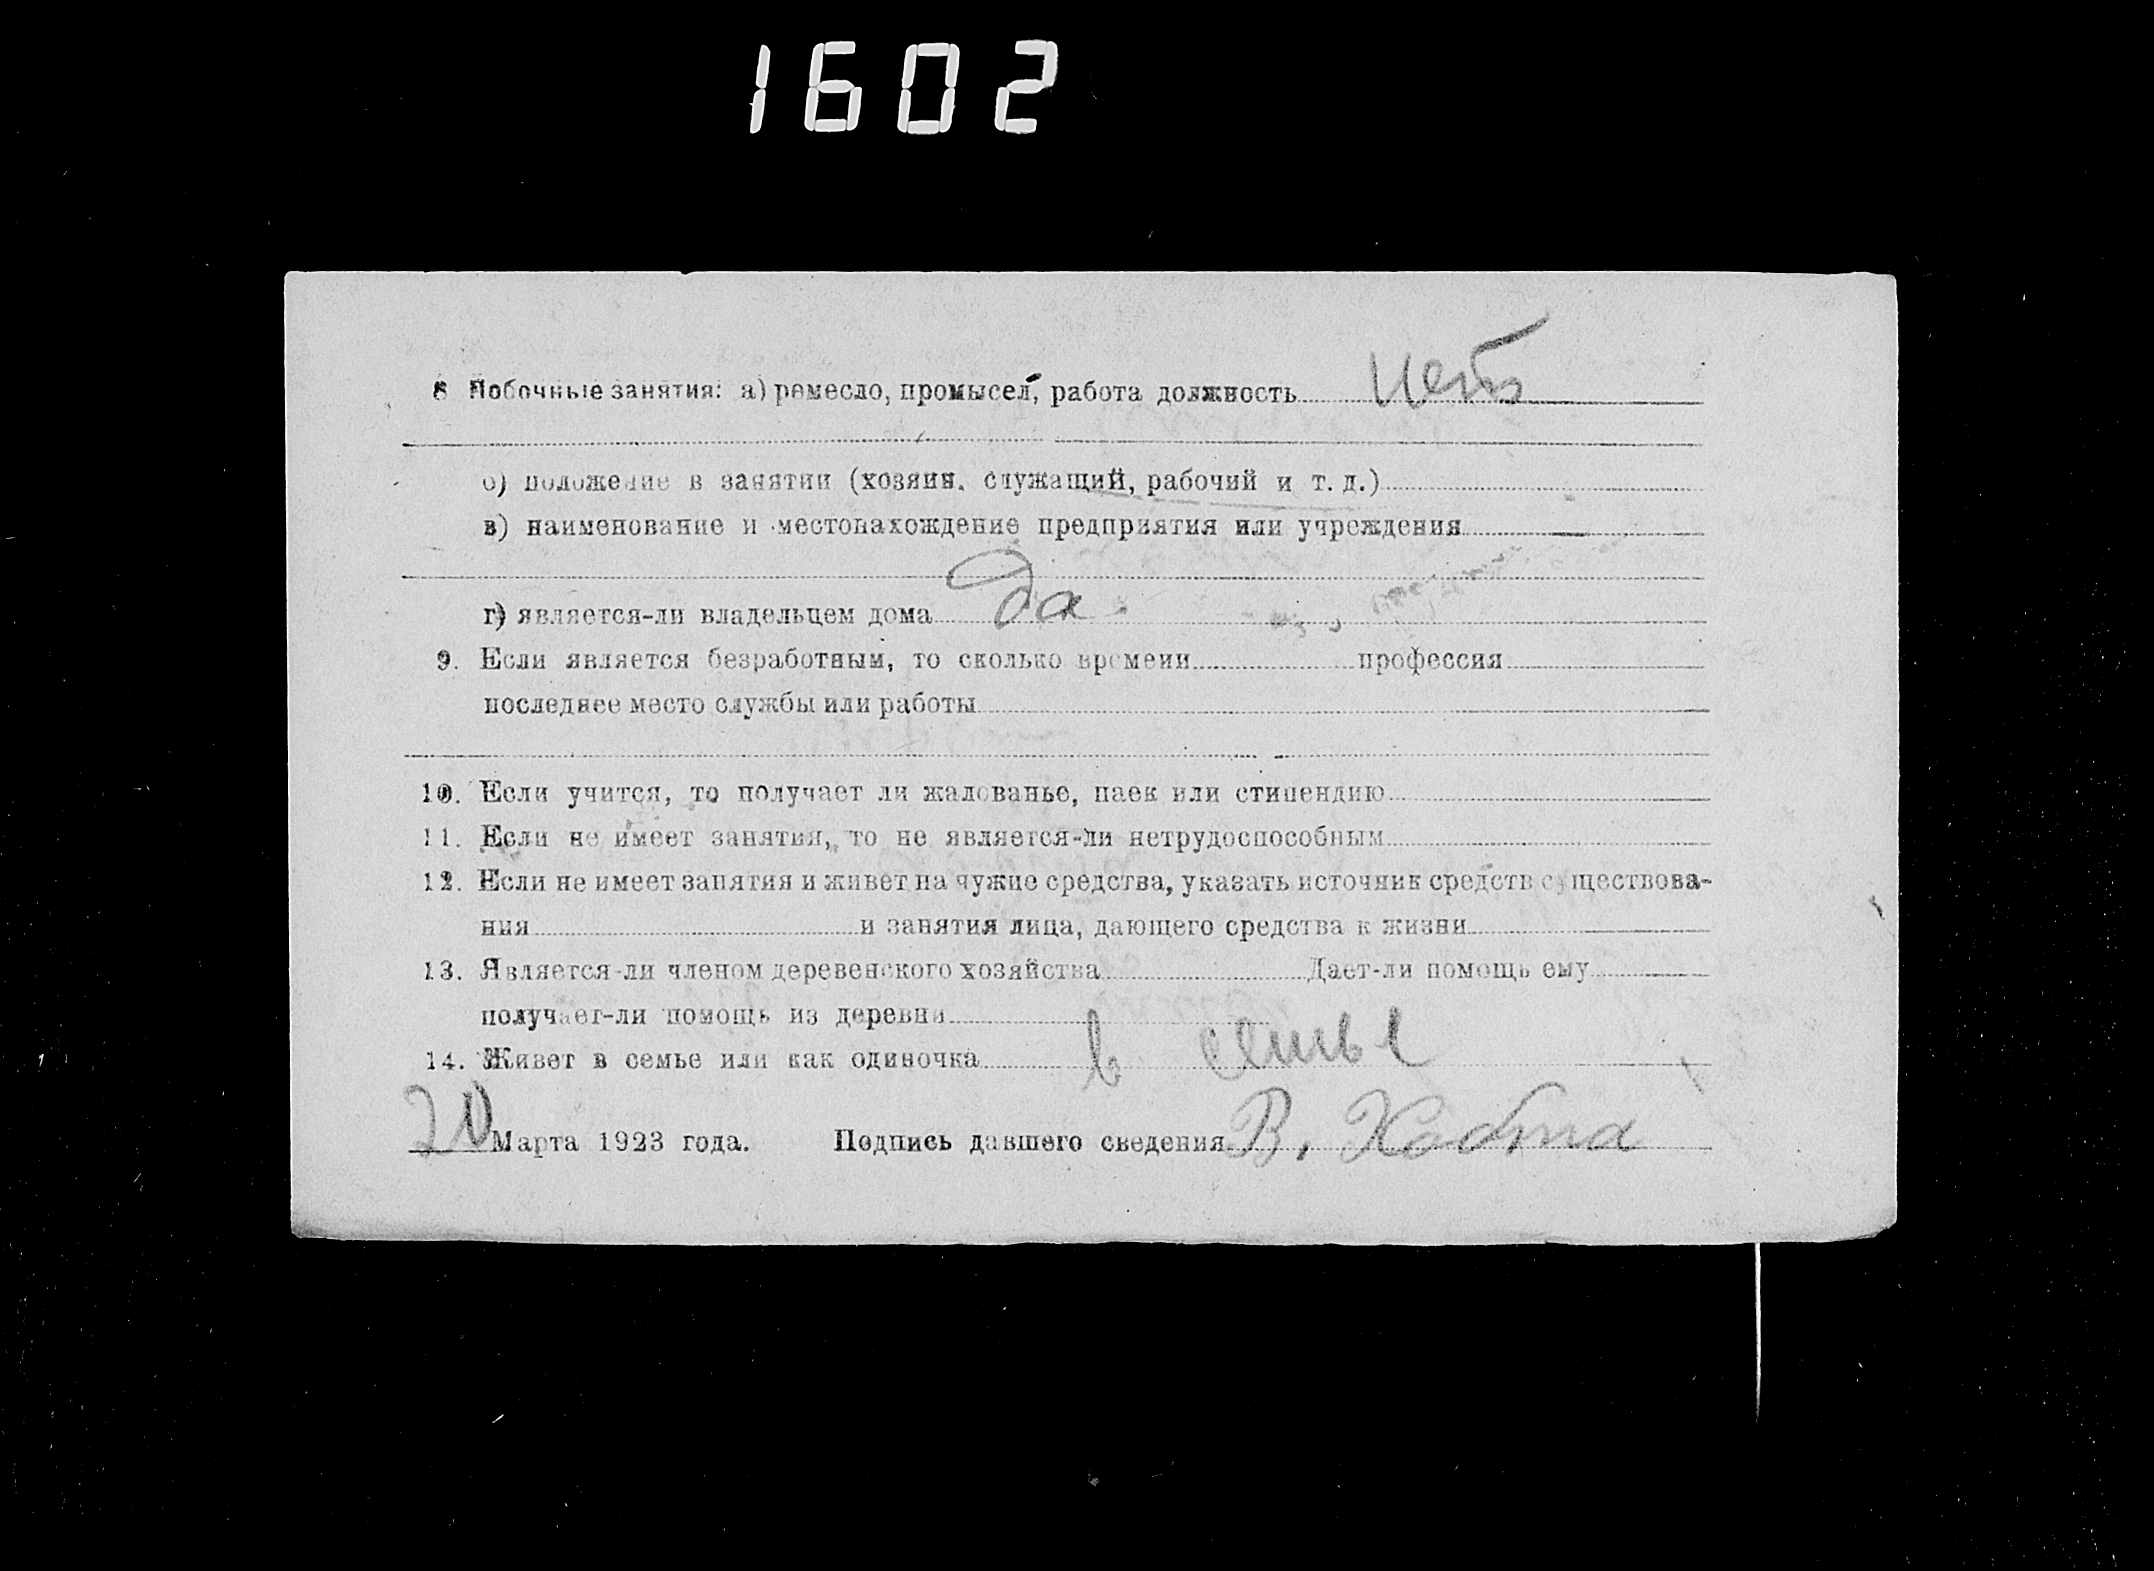 1602
8 Побочные занятия: а) ремесло, промысел, работа должность нетъ
б) положение в занятии (хозяин, служащий, рабочий и т. д.)
в) наименование и местонахождение предприятия или учреждения
г) является-ли владельцем дома да.
9. Если является безработным, то сколько времени профессия
последнее место службы или работы
10. Если учится, то получает ли жалованье, паек или стипендию
11. Если не имеет занятия, то не является-ли нетрудоспособным
12. Если не имеет занятия и живет на чужие средства, указать источник средств существова-
ния и занятия лица, дающего средства к жизни
13. Является-ли членом деревенского хозяйства Дает-ли помощь ему
получает-ли помощь из деревни
14. Живет в семье или как одиночка в семье
20 Марта 1923 года. Подпись давшего сведения В.